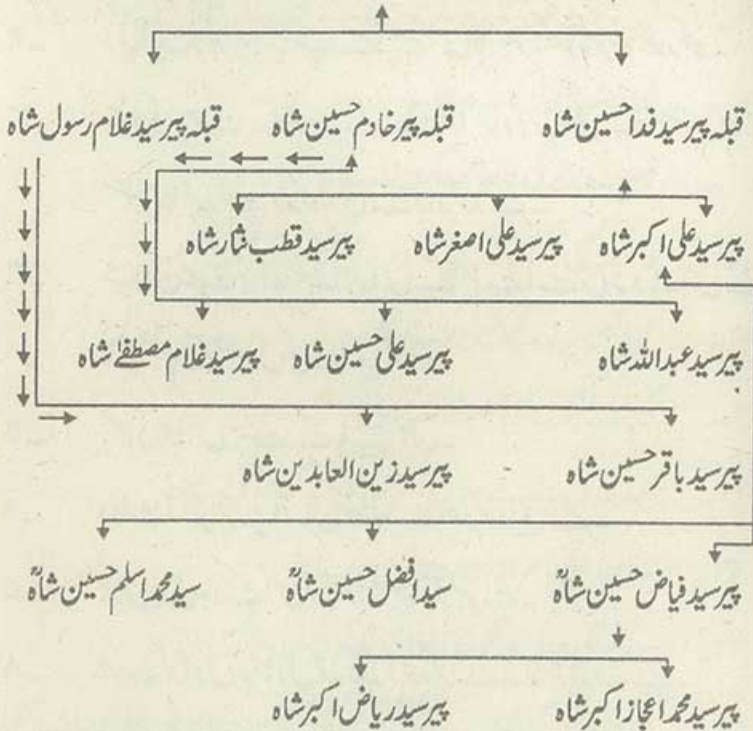 قبلہ پیر سید فدا حسین شاہ قبلہ پیر خادم حسین شاہ قبلہ پیر سید غلام رسول شاہ
پیر سید علی اکبر شاہ پیر سید علی اصغر شاہ پیر سید قطب نثار شاہ
پیر سید عبداللہ شاہ پیر سید علی حسین شاہ پیر سید غلام مصطفےٰ شاہ
پیر سید باقر حسین شاہ پیر سید زین العابدین شاہ
پیر سید فیاض حسین شاہؒ سید افضل حسین شاہؒ سید محمد اسلم حسین شاہؒ
پیر سید محمد اعجاز اکبر شاہ پیر سید ریاض اکبر شاہ